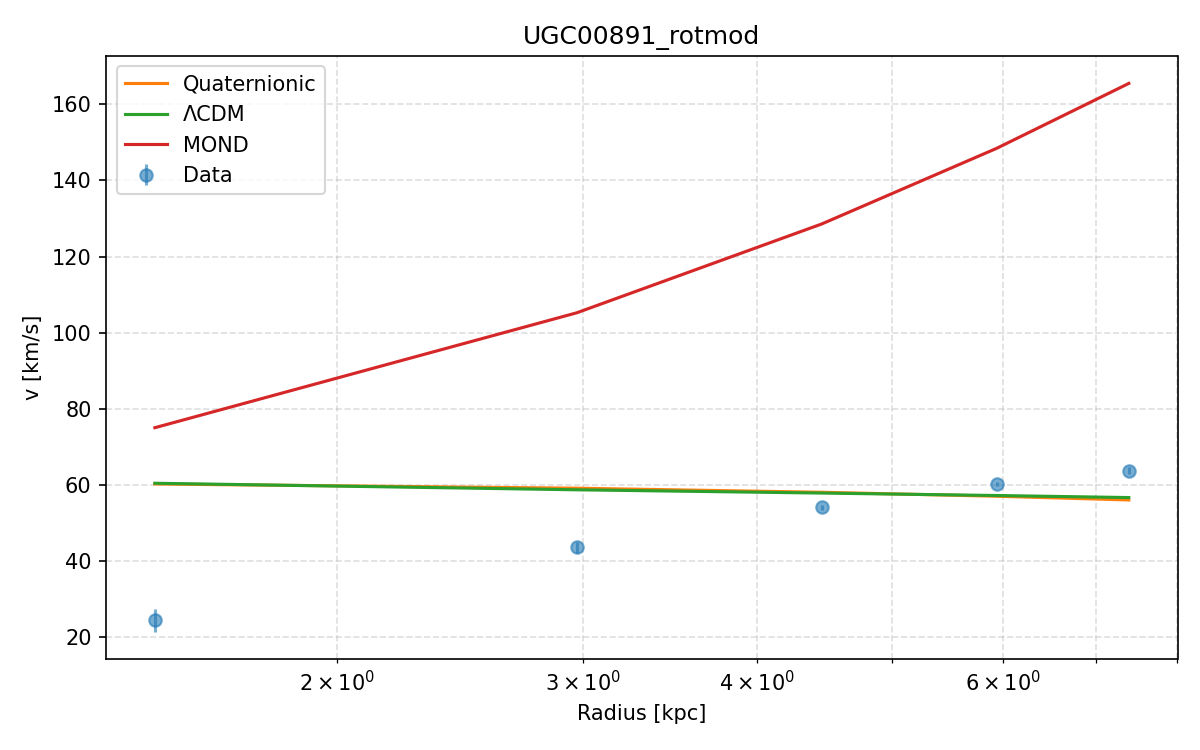 UGC00891_rotmod
Quaternionic
ΛCDM
MOND
Data
v [km/s]
160
140
120
100
80
60
40
20
2 × 10⁰
3 × 10⁰
4 × 10⁰
6 × 10⁰
Radius [kpc]